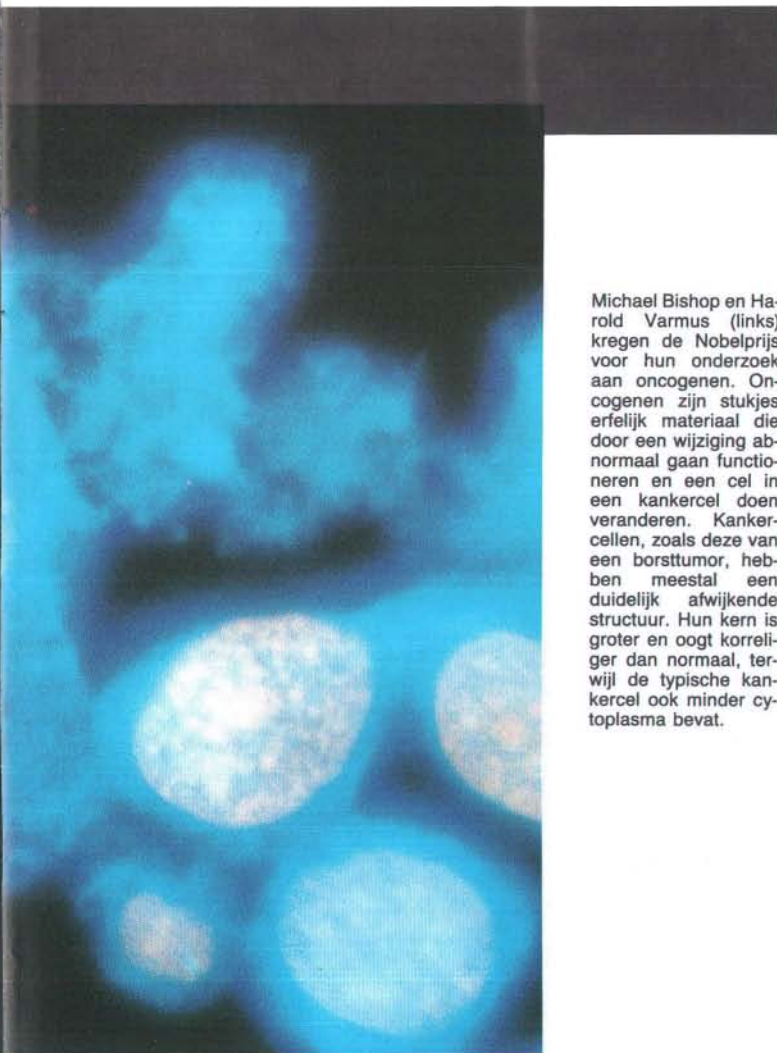 Michael Bishop en Ha-
rold Varmus (links)
kregen de Nobelprijs
voor hun onderzoek
aan oncogenen. On-
cogenen zijn stukjes
erfelijk materiaal die
door een wijziging ab-
normaal gaan functio-
neren en een cel in
een kankercel doen
veranderen. Kanker-
cellen, zoals deze van
een borsttumor, heb-
ben meestal een
duidelijk afwijkende
structuur. Hun kern is
groter en oogt korreli-
ger dan normaal, ter-
wijl de typische kan-
kercel ook minder cy-
toplasma bevat.